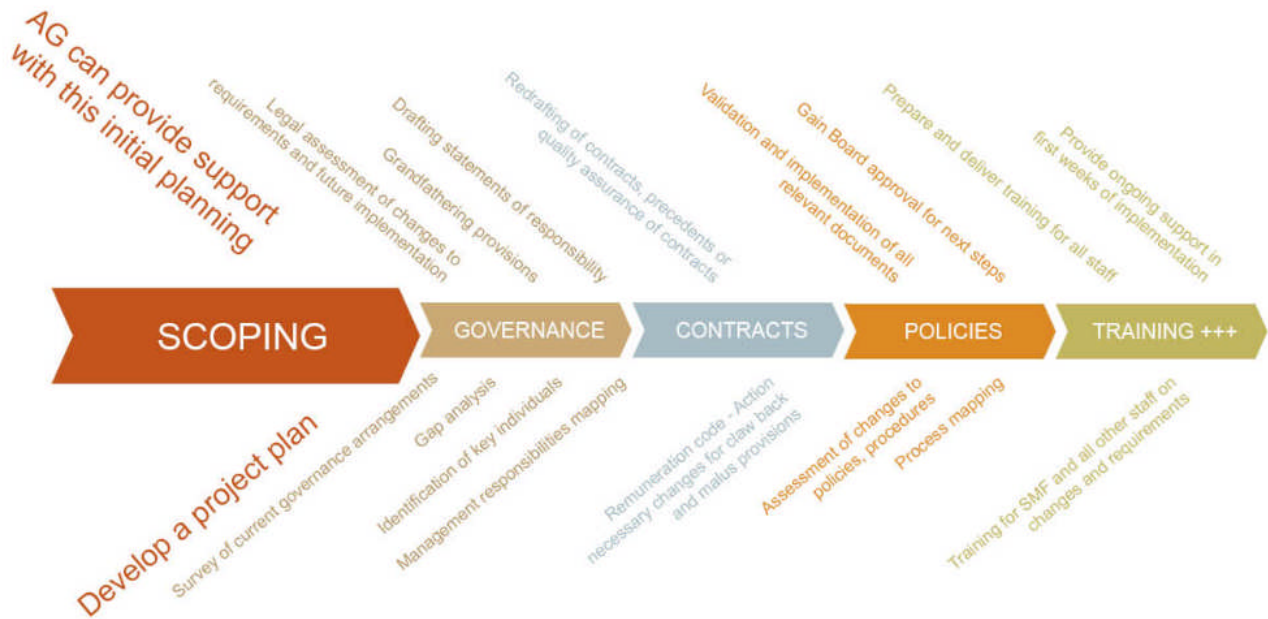 AG can provide support
with this initial planning
Legal assessment of changes to
requirements and future implementation
Grandfathering provisions
Drafting statements of responsibility
Redrafting of contracts, precedents or
quality assurance of contracts
Validation and implementation of all
relevant documents
Gain Board approval for next steps
Prepare and deliver training for all staff
Provide ongoing support in
first weeks of implementation
SCOPING
GOVERNANCE
CONTRACTS
POLICIES
TRAINING +++
Develop a project plan
Survey of current governance arrangements
Gap analysis
Identification of key individuals
Management responsibilities mapping
Remuneration code - Action
necessary changes for claw back
and malus provisions
Assessment of changes to
policies, procedures
Process mapping
Training for SMF and all other staff on
changes and requirements